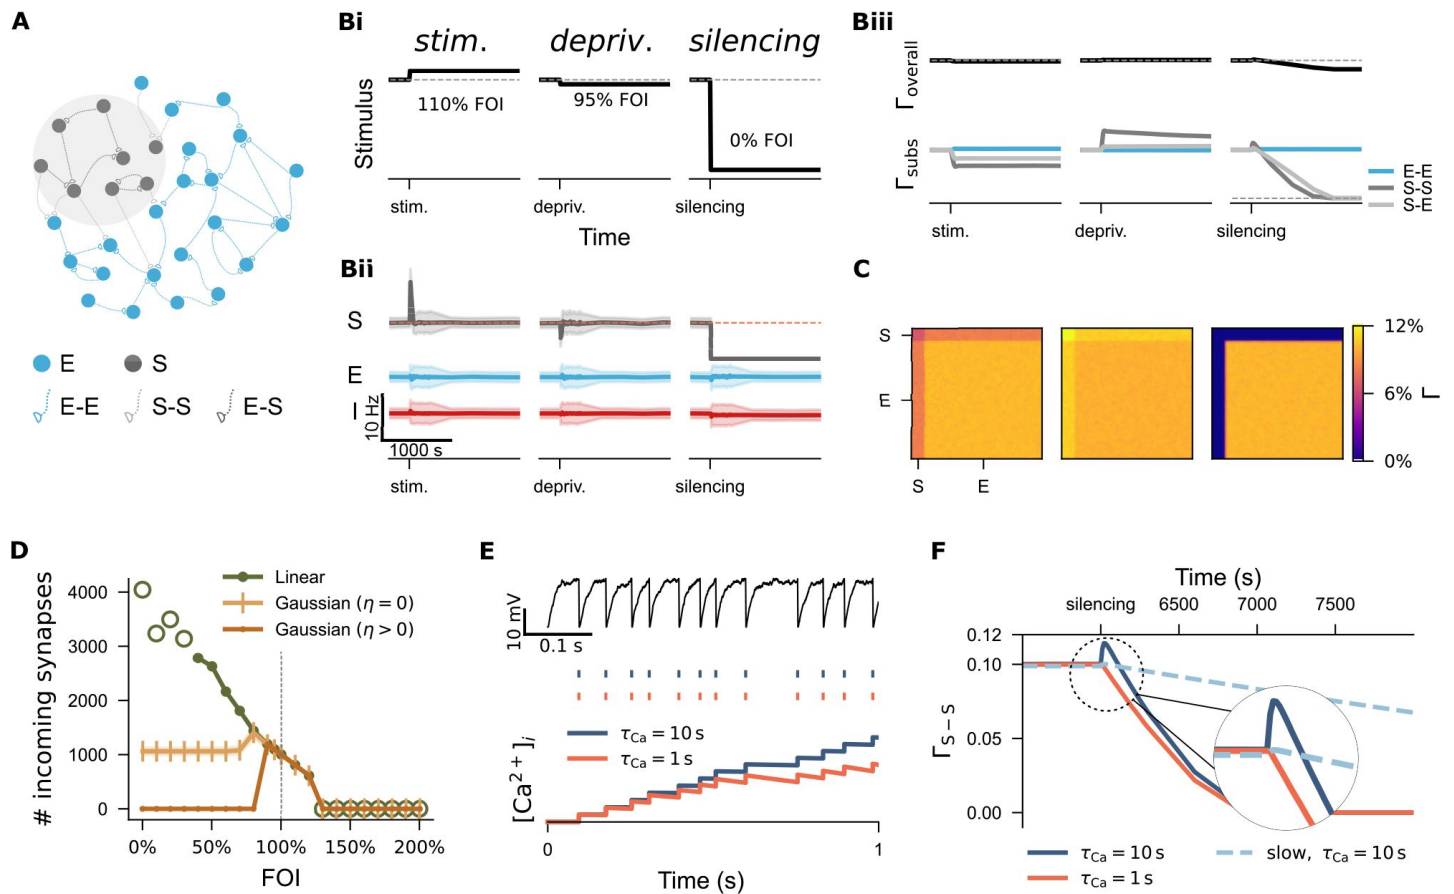 A
E
S
E-E
S-S
E-S
Bi
stim.
depriv.
silencing
Stimulus
110% FOI
95% FOI
0% FOI
stim.
depriv.
silencing
Time
Bii
S
E
I
10 Hz
1000 s
stim.
depriv.
silencing
Biii
Γoverall
Γsubs
E-E
S-S
S-E
stim.
depriv.
silencing
C
S
E
S
E
12%
6%
0%
Γ
D
# incoming synapses
4000
3000
2000
1000
0
Linear
Gaussian (η = 0)
Gaussian (η > 0)
0%
50%
100%
150%
200%
FOI
E
10 mV
0.1 s
τCa = 10 s
τCa = 1 s
[Ca2+]i
0
1
Time (s)
F
Time (s)
silencing
6500
7000
7500
ΓS−S
0.12
0.10
0.05
0.00
τCa = 10 s
τCa = 1 s
slow, τCa = 10 s